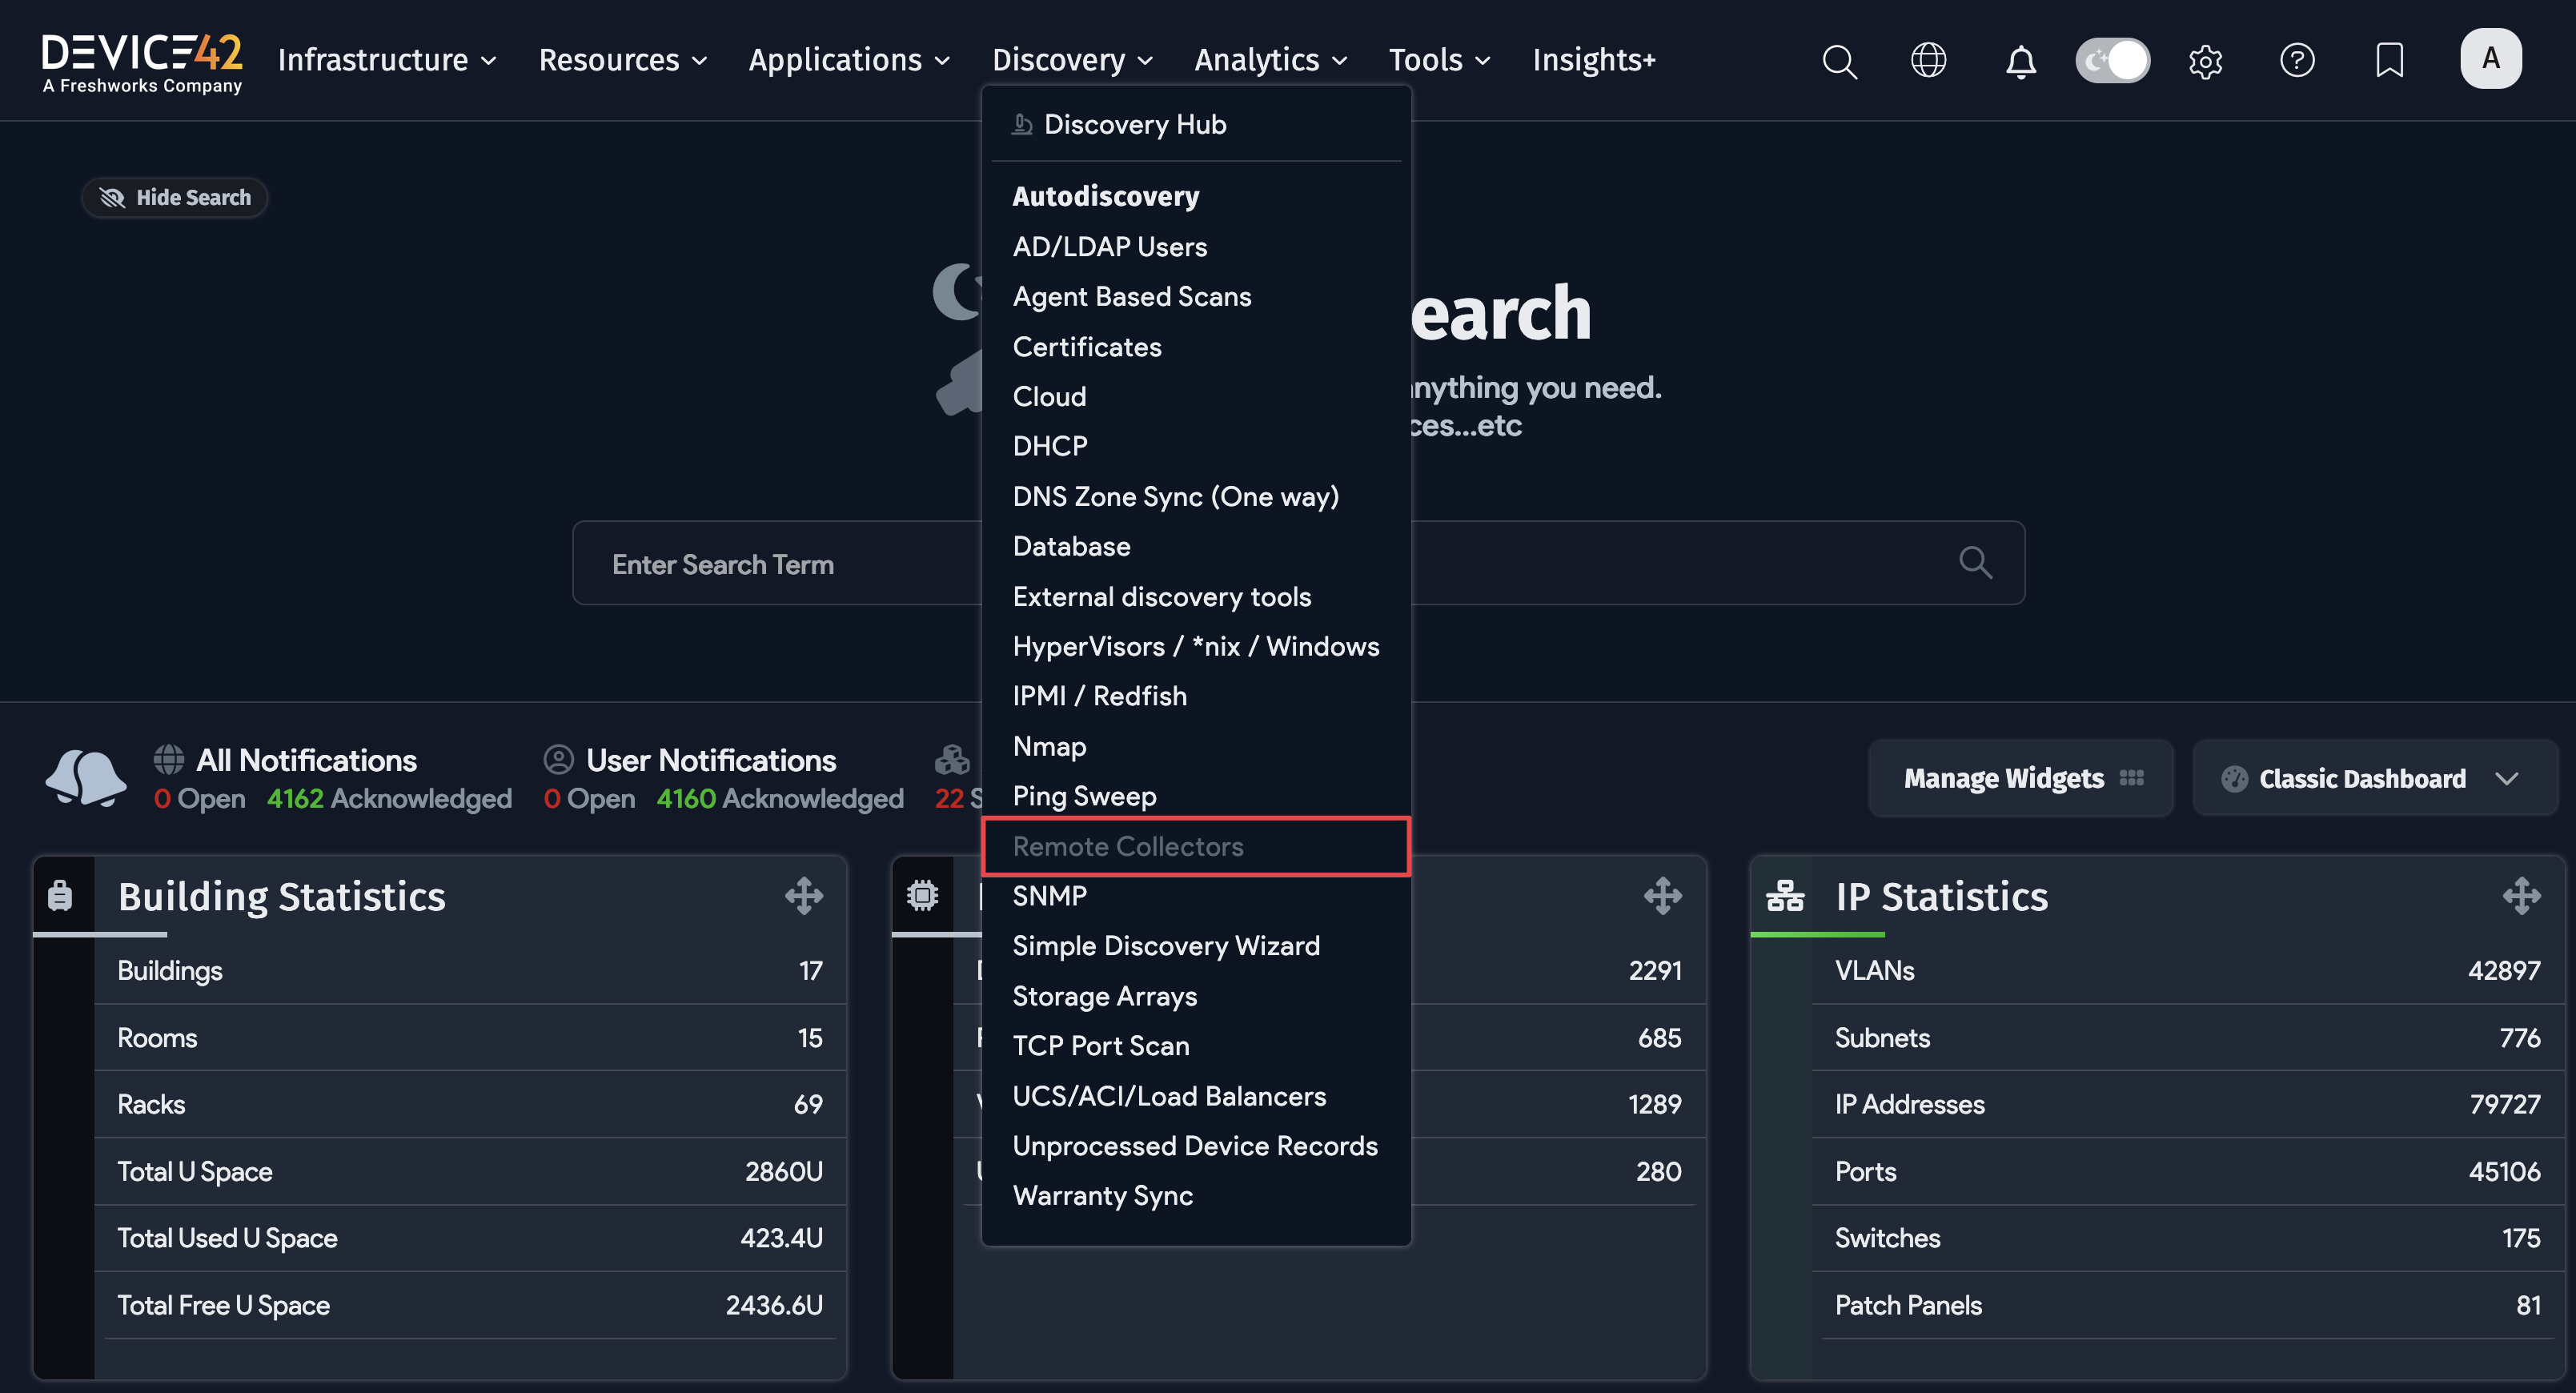 DEVICE42
A Freshworks Company
Infrastructure
Resources
Applications
Discovery
Analytics
Tools
Insights+
A
Discovery Hub
Autodiscovery
AD/LDAP Users
Agent Based Scans
Certificates
Cloud
DHCP
DNS Zone Sync (One way)
Database
External discovery tools
HyperVisors / *nix / Windows
IPMI / Redfish
Nmap
Ping Sweep
Remote Collectors
SNMP
Simple Discovery Wizard
Storage Arrays
TCP Port Scan
UCS/ACI/Load Balancers
Unprocessed Device Records
Warranty Sync
Hide Search
earch
nything you need.
ces...etc
Enter Search Term
All Notifications
0 Open 4162 Acknowledged
User Notifications
0 Open 4160 Acknowledged
22 S
Manage Widgets
Classic Dashboard
Building Statistics
Buildings 17
Rooms 15
Racks 69
Total U Space 2860U
Total Used U Space 423.4U
Total Free U Space 2436.6U
2291
685
1289
280
IP Statistics
VLANs 42897
Subnets 776
IP Addresses 79727
Ports 45106
Switches 175
Patch Panels 81